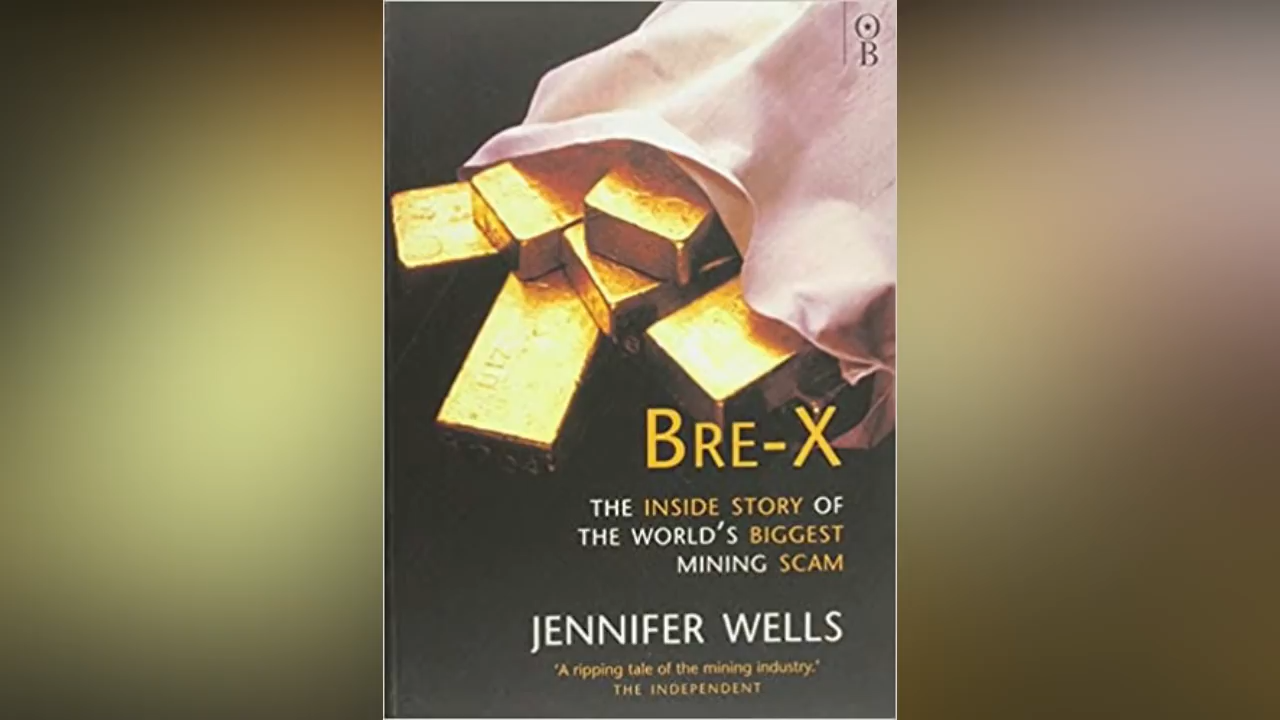 OB
BRE-X
THE INSIDE STORY OF
THE WORLD'S BIGGEST
MINING SCAM
JENNIFER WELLS
'A ripping tale of the mining industry.'
THE INDEPENDENT